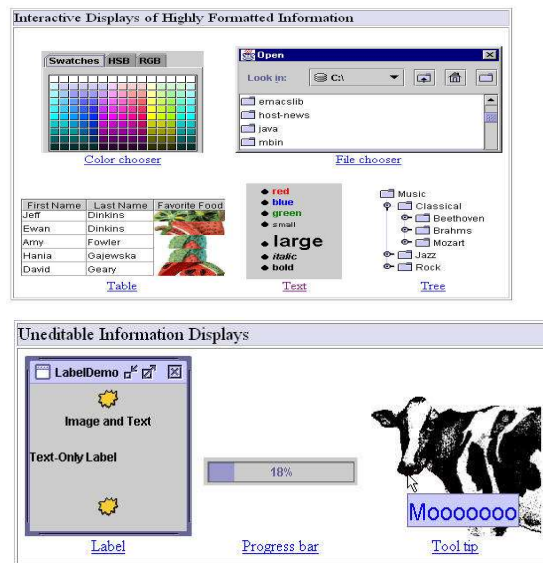 Interactive Displays of Highly Formatted Information
Swatches HSB RGB
Color chooser
Open
Look in: C:\
emacslib
host-news
java
mbin
File chooser
First Name Last Name Favorite Food
Jeff Dinkins
Ewan Dinkins
Amy Fowler
Hania Gajewska
David Geary
Table
red
blue
green
small
large
italic
bold
Text
Music
Classical
Beethoven
Brahms
Mozart
Jazz
Rock
Tree
Uneditable Information Displays
LabelDemo
Image and Text
Text-Only Label
Label
18%
Progress bar
Mooooooo
Tool tip